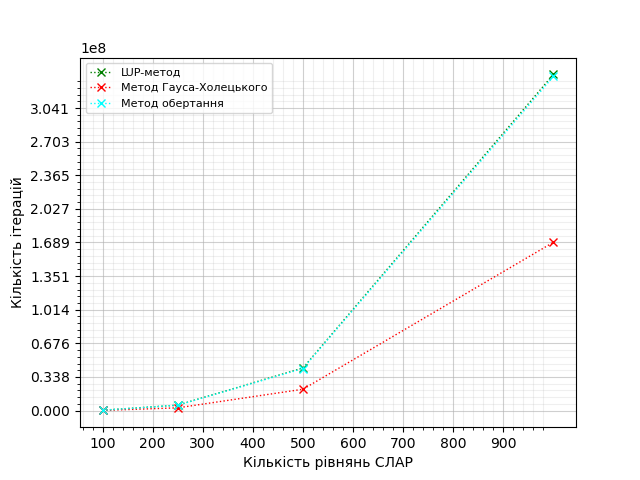 1e8
LUP-метод
Метод Гауса-Холецького
Метод обертання
3.041
2.703
2.365
2.027
1.689
1.351
1.014
0.676
0.338
0.000
Кількість ітерацій
100 200 300 400 500 600 700 800 900
Кількість рівнянь СЛАР